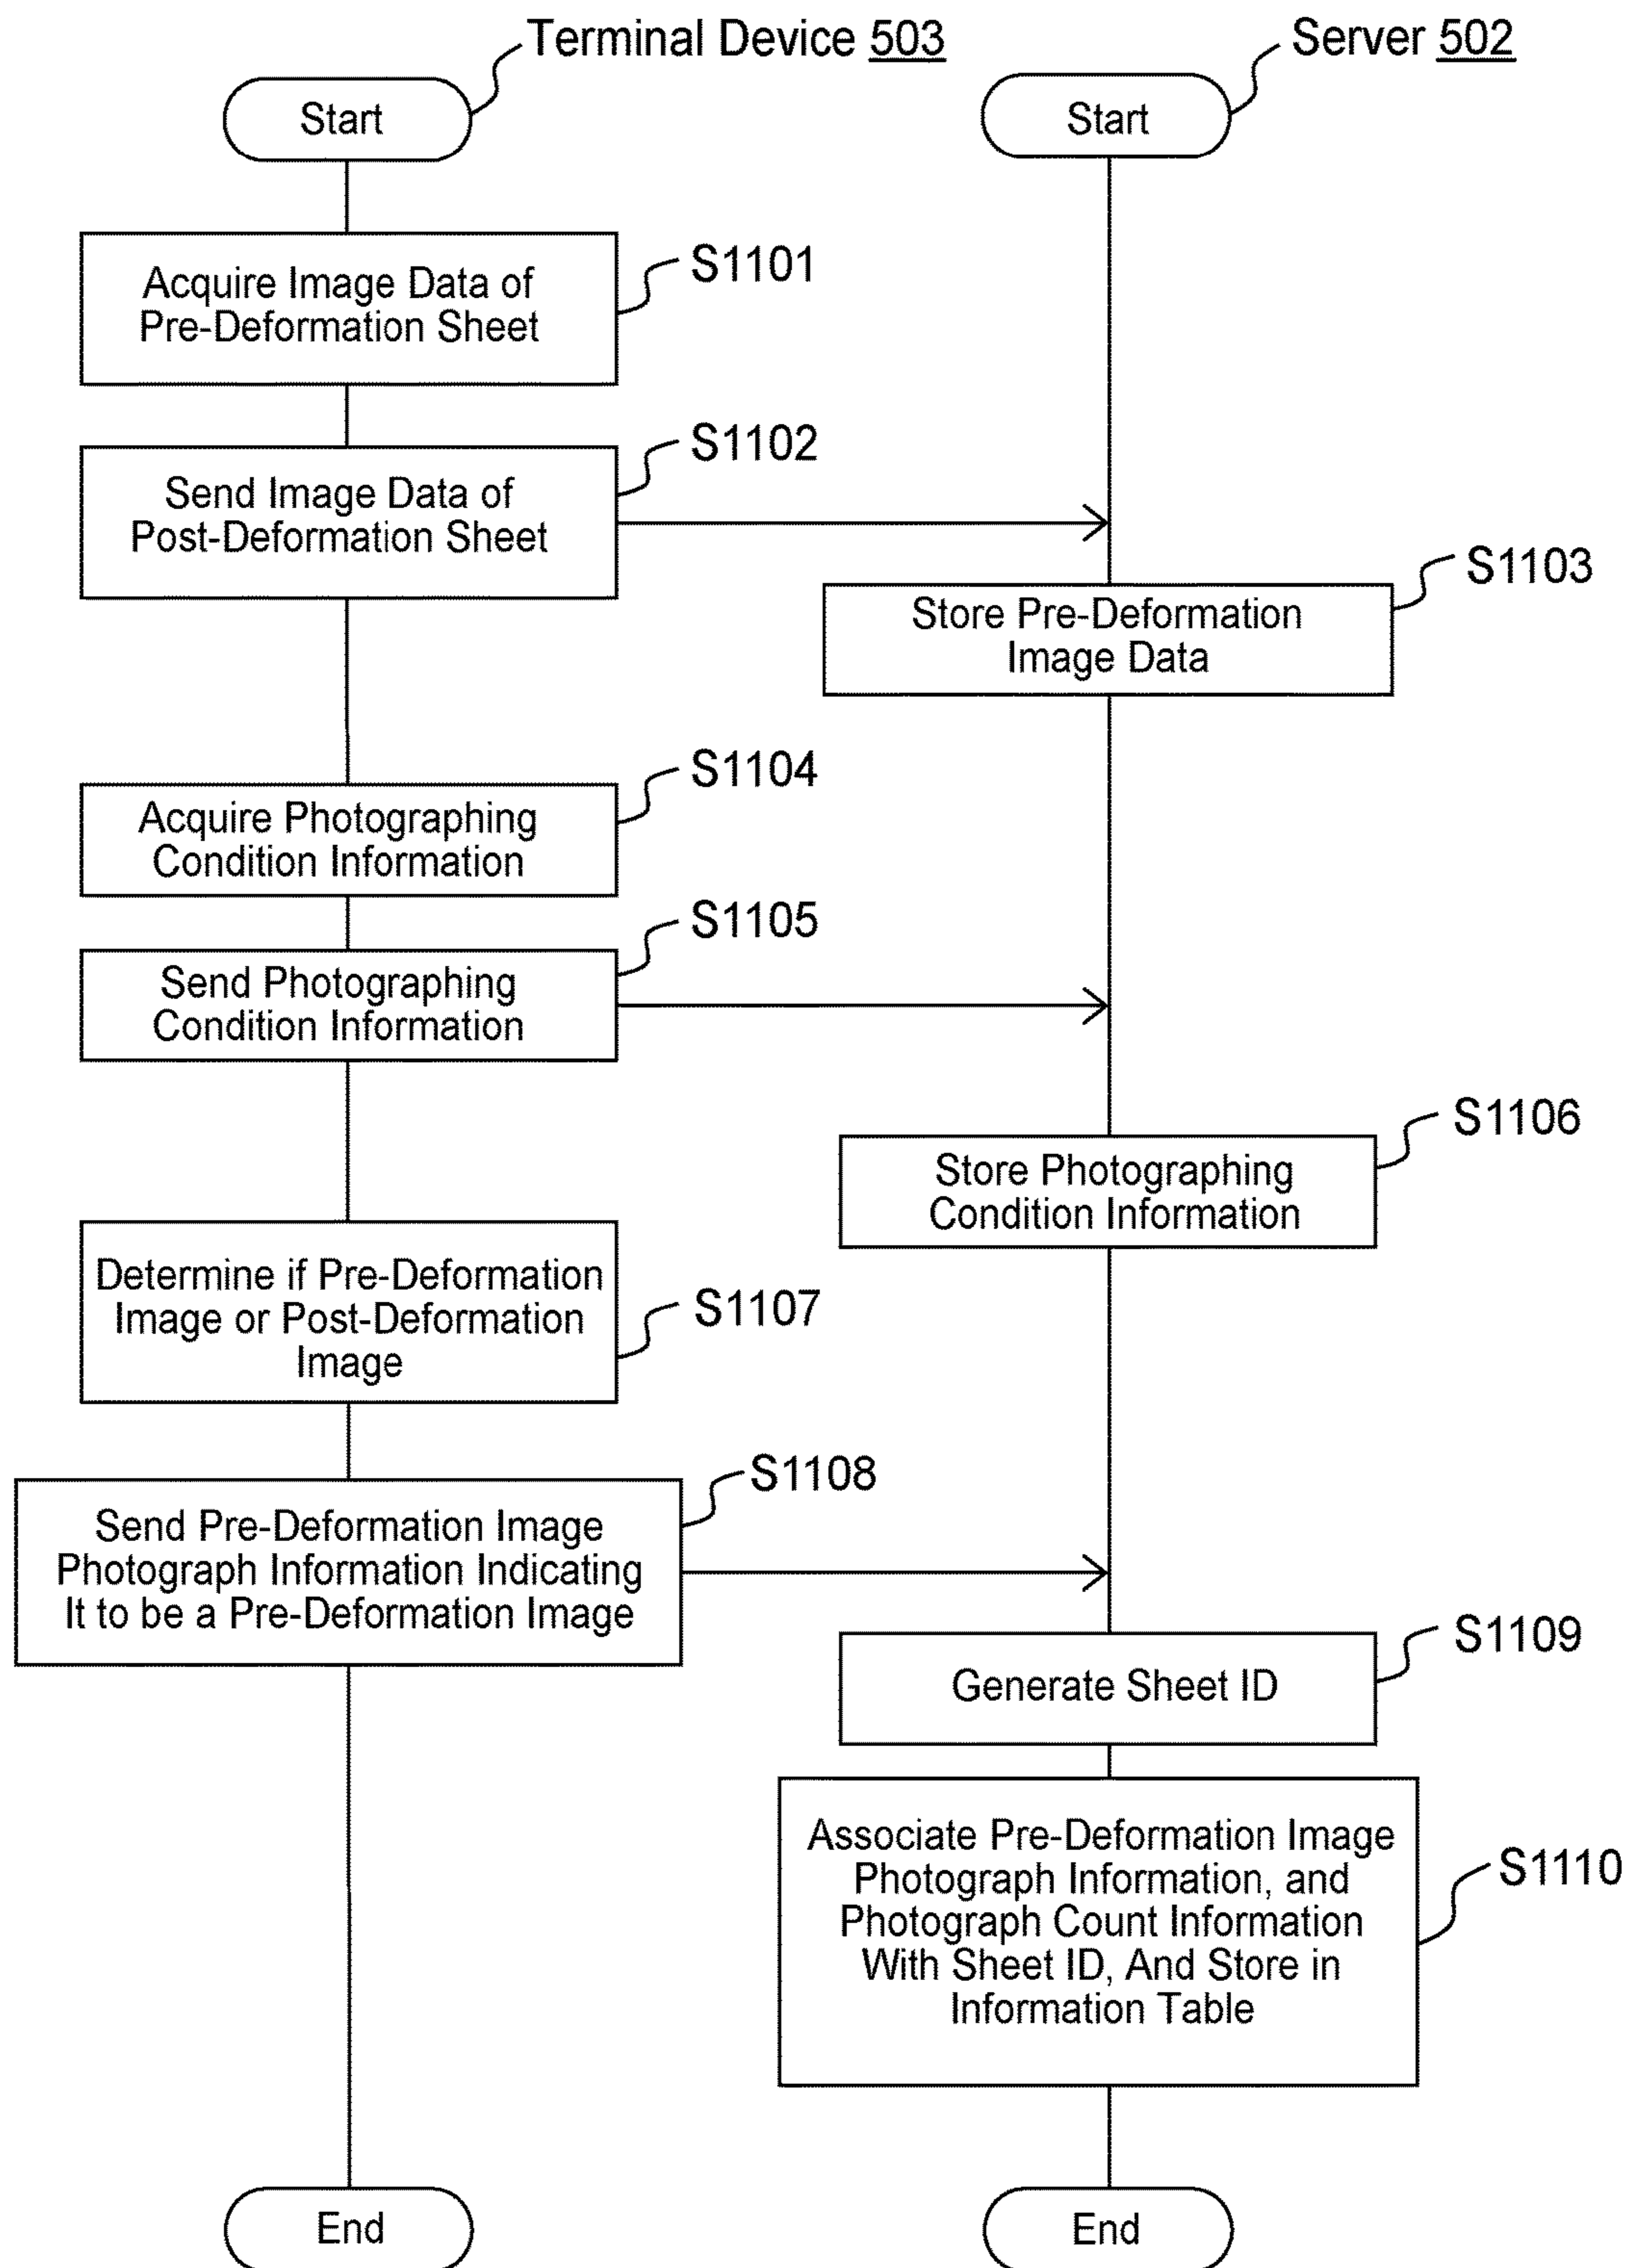 Terminal Device 503
Server 502
Start
Start
Acquire Image Data of
Pre-Deformation Sheet
S1101
Send Image Data of
Post-Deformation Sheet
S1102
Store Pre-Deformation
Image Data
S1103
Acquire Photographing
Condition Information
S1104
Send Photographing
Condition Information
S1105
Store Photographing
Condition Information
S1106
Determine if Pre-Deformation
Image or Post-Deformation
Image
S1107
Send Pre-Deformation Image
Photograph Information Indicating
It to be a Pre-Deformation Image
S1108
Generate Sheet ID
S1109
Associate Pre-Deformation Image
Photograph Information, and
Photograph Count Information
With Sheet ID, And Store in
Information Table
S1110
End
End